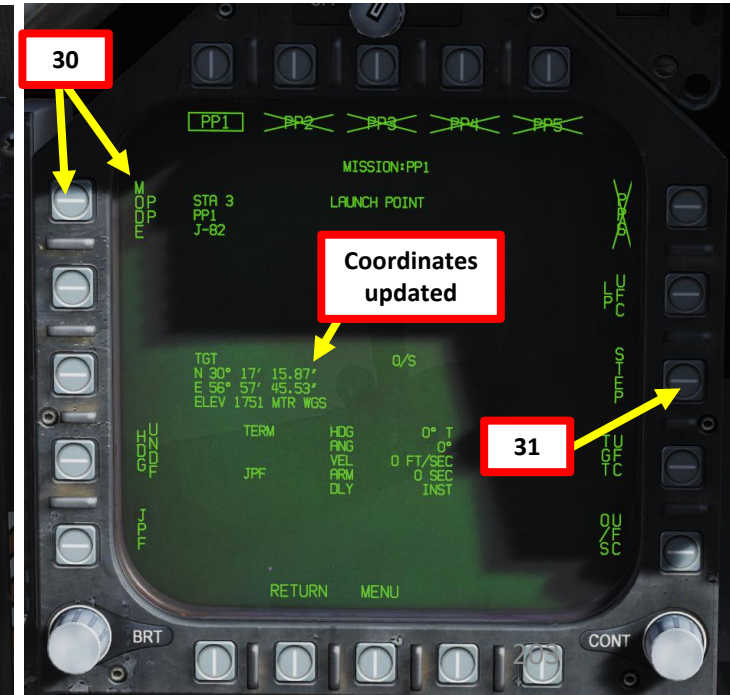 30
PP1 PP2 PP3 PP4 PP5
MISSION:PP1
MODE PP
STA 3 LAUNCH POINT
PP1
J-82
Coordinates
updated
LP UFC
TGT O/S
N 30° 17' 15.87"
E 56° 57' 45.53"
ELEV 1751 MTR WGS
STEP
HDG UNDF
TERM HDG 0° T
ANG 0°
VEL 0 FT/SEC
JPF ARM 0 SEC
DLY INST
31
TGT UFC
JPF
O/S UFC
RETURN MENU
BRT
203
CONT